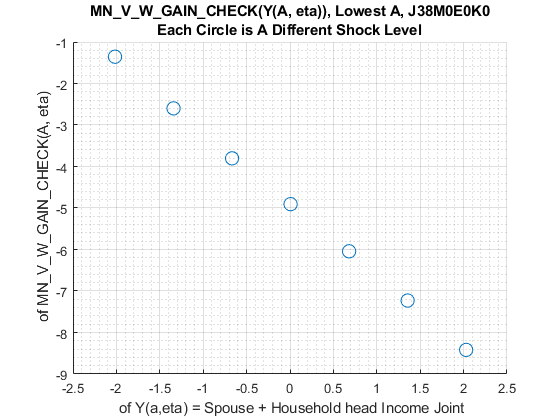 MN_V_W_GAIN_CHECK(Y(A, eta)), Lowest A, J38M0E0K0
Each Circle is A Different Shock Level
of MN_V_W_GAIN_CHECK(A, eta)
-1
-2
-3
-4
-5
-6
-7
-8
-9
-2.5 -2 -1.5 -1 -0.5 0 0.5 1 1.5 2 2.5
of Y(a,eta) = Spouse + Household head Income Joint